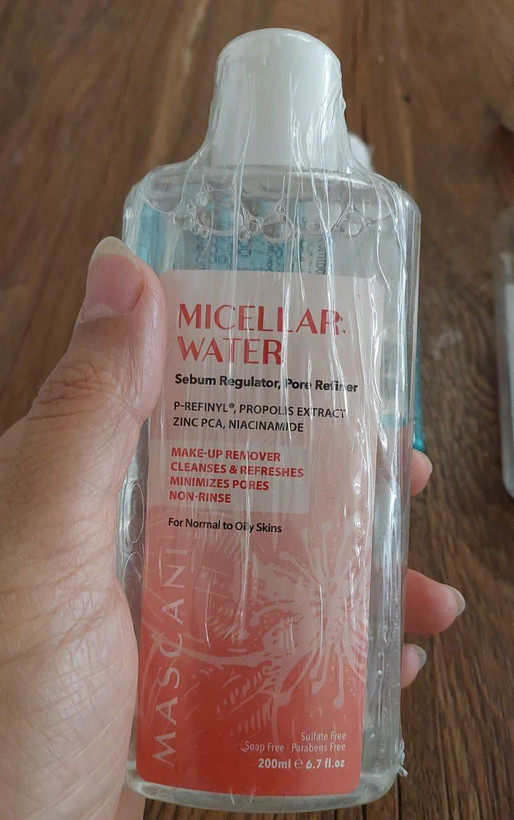 MICELLAR
WATER
Sebum Regulator, Pore Refiner
P-REFINYL®, PROPOLIS EXTRACT
ZINC PCA, NIACINAMIDE
MAKE-UP REMOVER
CLEANSES & REFRESHES
MINIMIZES PORES
NON-RINSE
For Normal to Oily Skins
MASCANI
Sulfate Free
Soap Free - Parabens Free
200ml e 6.7 fl.oz